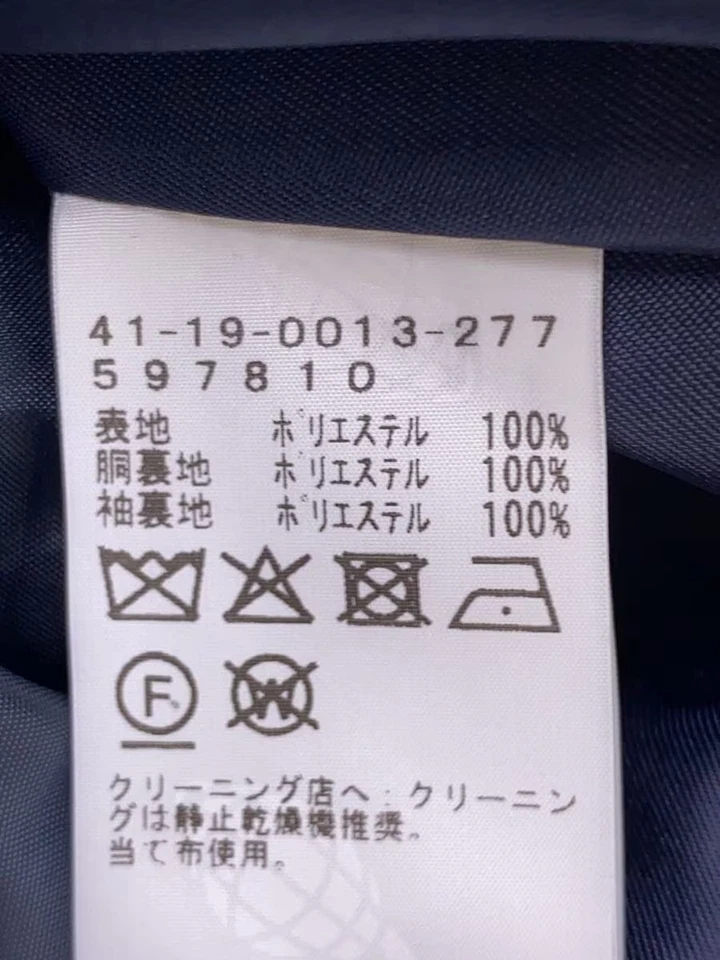 41-19-0013-277
597810
表地 ポリエステル 100%
胴裏地 ポリエステル 100%
袖裏地 ポリエステル 100%
F
W
クリーニング店へ：クリーニン
グは静止乾燥機推奨。
当て布使用。